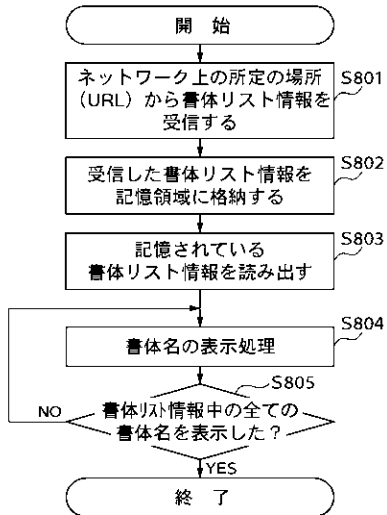 開 始
ネットワーク上の所定の場所
(URL)から書体リスト情報を
受信する
S801
受信した書体リスト情報を
記憶領域に格納する
S802
記憶されている
書体リスト情報を読み出す
S803
書体名の表示処理
S804
書体リスト情報中の全ての
書体名を表示した?
S805
NO
YES
終 了